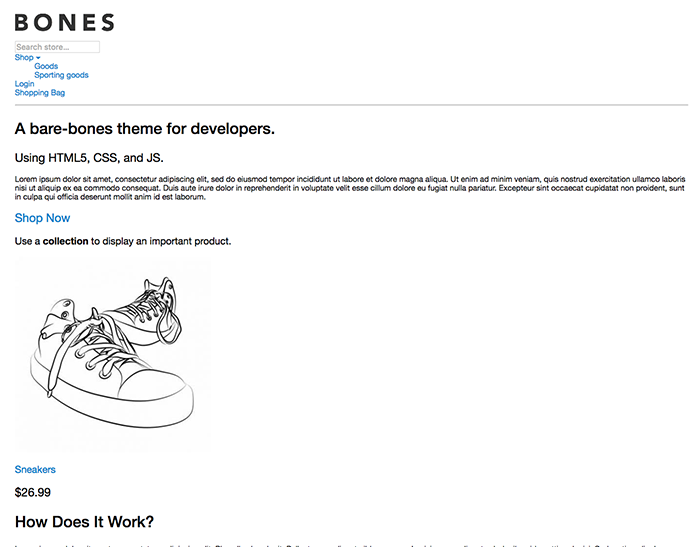 BONES
Search store...
Shop
Goods
Sporting goods
Login
Shopping Bag
A bare-bones theme for developers.
Using HTML5, CSS, and JS.
Lorem ipsum dolor sit amet, consectetur adipiscing elit, sed do eiusmod tempor incididunt ut labore et dolore magna aliqua. Ut enim ad minim veniam, quis nostrud exercitation ullamco laboris
nisi ut aliquip ex ea commodo consequat. Duis aute irure dolor in reprehenderit in voluptate velit esse cillum dolore eu fugiat nulla pariatur. Excepteur sint occaecat cupidatat non proident, sunt
in culpa qui officia deserunt mollit anim id est laborum.
Shop Now
Use a collection to display an important product.
Sneakers
$26.99
How Does It Work?